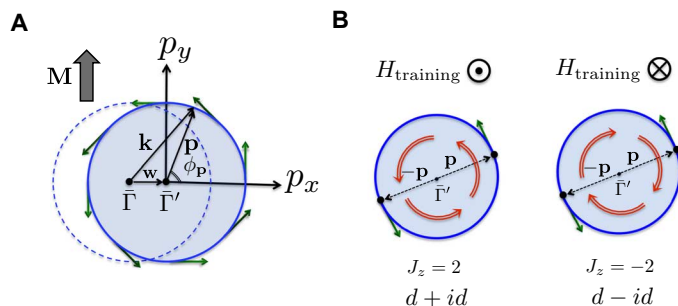 A
M
p_y
k
p
ϕ_p
w
Γ̄
Γ̄′
p_x
B
H_training ⊙
−p
p
Γ̄′
J_z = 2
d + id
H_training ⊗
−p
p
Γ̄′
J_z = −2
d − id